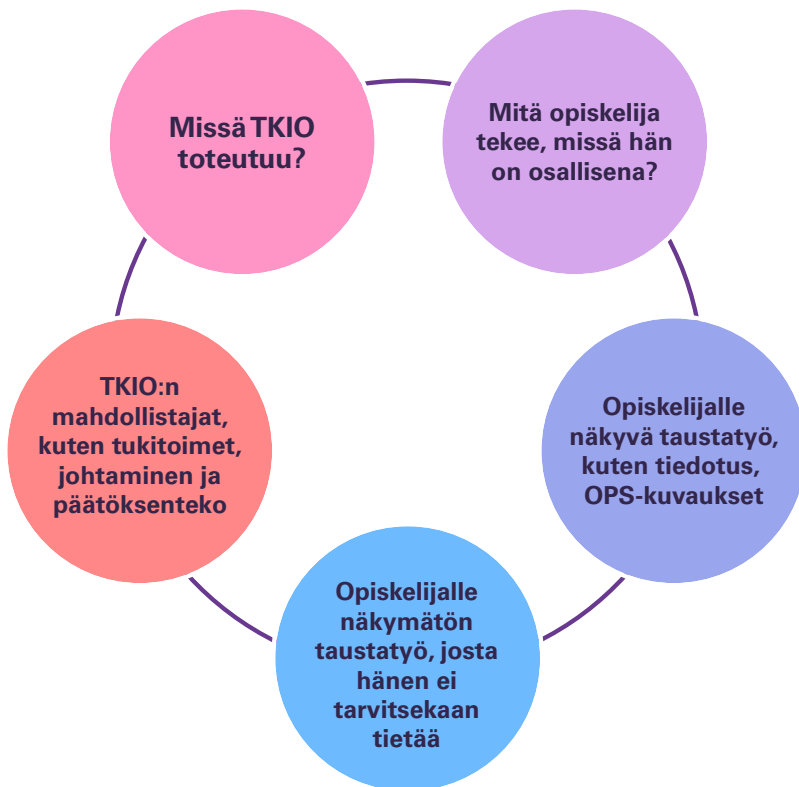 Missä TKIO
toteutuu?
Mitä opiskelija
tekee, missä hän
on osallisena?
Opiskelijalle
näkyvä taustatyö,
kuten tiedotus,
OPS-kuvaukset
Opiskelijalle
näkymätön
taustatyö, josta
hänen ei
tarvitsekaan
tietää
TKIO:n
mahdollistajat,
kuten tukitoimet,
johtaminen ja
päätöksenteko